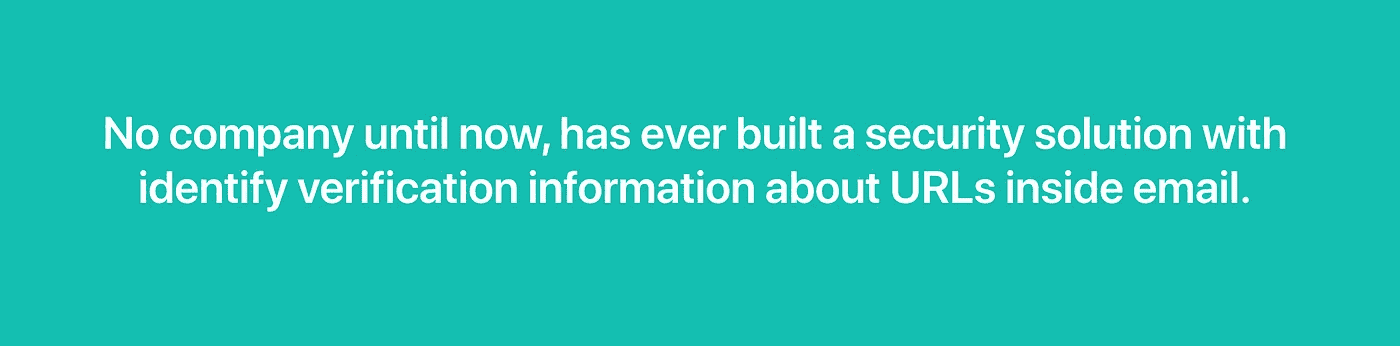 No company until now, has ever built a security solution with
identify verification information about URLs inside email.